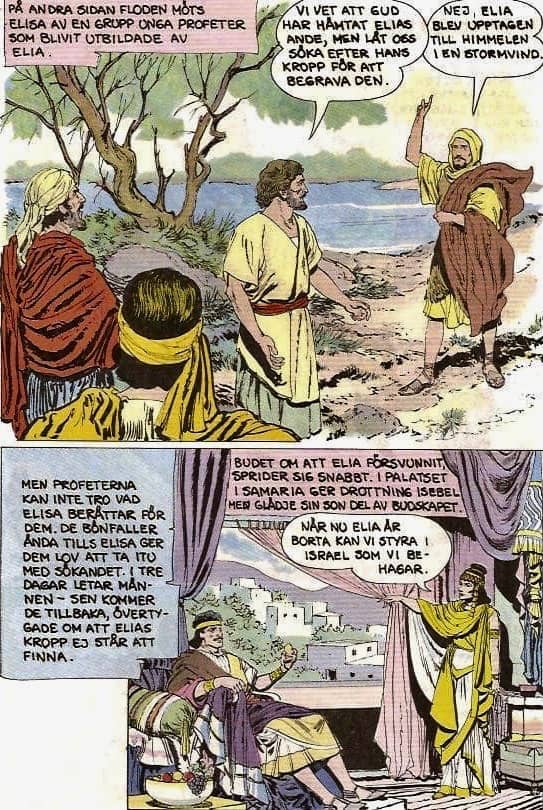 PÅ ANDRA SIDAN FLODEN MÖTS
ELISA AV EN GRUPP UNGA PROFETER
SOM BLIVIT UTBILDADE AV
ELIA.
VI VET ATT GUD
HAR HÄMTAT ELIAS
ANDE, MEN LÅT OSS
SÖKA EFTER HANS
KROPP FÖR ATT
BEGRAVA DEN.
NEJ, ELIA
BLEV UPPTAGEN
TILL HIMMELEN
I EN STORMVIND.
MEN PROFETERNA
KAN INTE TRO VAD
ELISA BERÄTTAR FÖR
DEM. DE BÖNFALLER
ÄNDA TILLS ELISA GER
DEM LOV ATT TA ITU
MED SÖKANDET. I TRE
DAGAR LETAR MÄN-
NEN – SEN KOMMER
DE TILLBAKA, ÖVERTY-
GADE OM ATT ELIAS
KROPP EJ STÅR ATT
FINNA.
BUDET OM ATT ELIA FÖRSVUNNIT,
SPRIDER SIG SNABBT. I PALATSET
I SAMARIA GER DROTTNING ISEBEL
MED GLÄDJE SIN SON DEL AV BUDSKAPET.
NÄR NU ELIA ÄR
BORTA KAN VI STYRA
I ISRAEL SOM VI BE-
HAGAR.